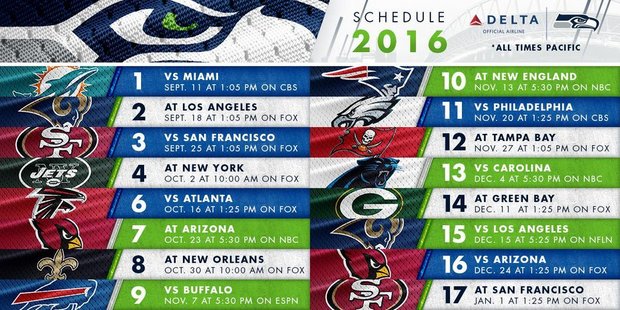 SCHEDULE
2016
DELTA
OFFICIAL AIRLINE
*ALL TIMES PACIFIC
1 VS MIAMI
SEPT. 11 AT 1:05 PM ON CBS
2 AT LOS ANGELES
SEPT. 18 AT 1:05 PM ON FOX
3 VS SAN FRANCISCO
SEPT. 25 AT 1:05 PM ON FOX
4 AT NEW YORK
OCT. 2 AT 10:00 AM ON FOX
6 VS ATLANTA
OCT. 16 AT 1:25 PM ON FOX
7 AT ARIZONA
OCT. 23 AT 5:30 PM ON NBC
8 AT NEW ORLEANS
OCT. 30 AT 10:00 AM ON FOX
9 VS BUFFALO
NOV. 7 AT 5:30 PM ON ESPN
10 AT NEW ENGLAND
NOV. 13 AT 5:30 PM ON NBC
11 VS PHILADELPHIA
NOV. 20 AT 1:25 PM ON CBS
12 AT TAMPA BAY
NOV. 27 AT 1:05 PM ON FOX
13 VS CAROLINA
DEC. 4 AT 5:30 PM ON NBC
14 AT GREEN BAY
DEC. 11 AT 1:25 PM ON FOX
15 VS LOS ANGELES
DEC. 15 AT 5:25 PM ON NFLN
16 VS ARIZONA
DEC. 24 AT 1:25 PM ON FOX
17 AT SAN FRANCISCO
JAN. 1 AT 1:25 PM ON FOX
SF
JETS
SF
G